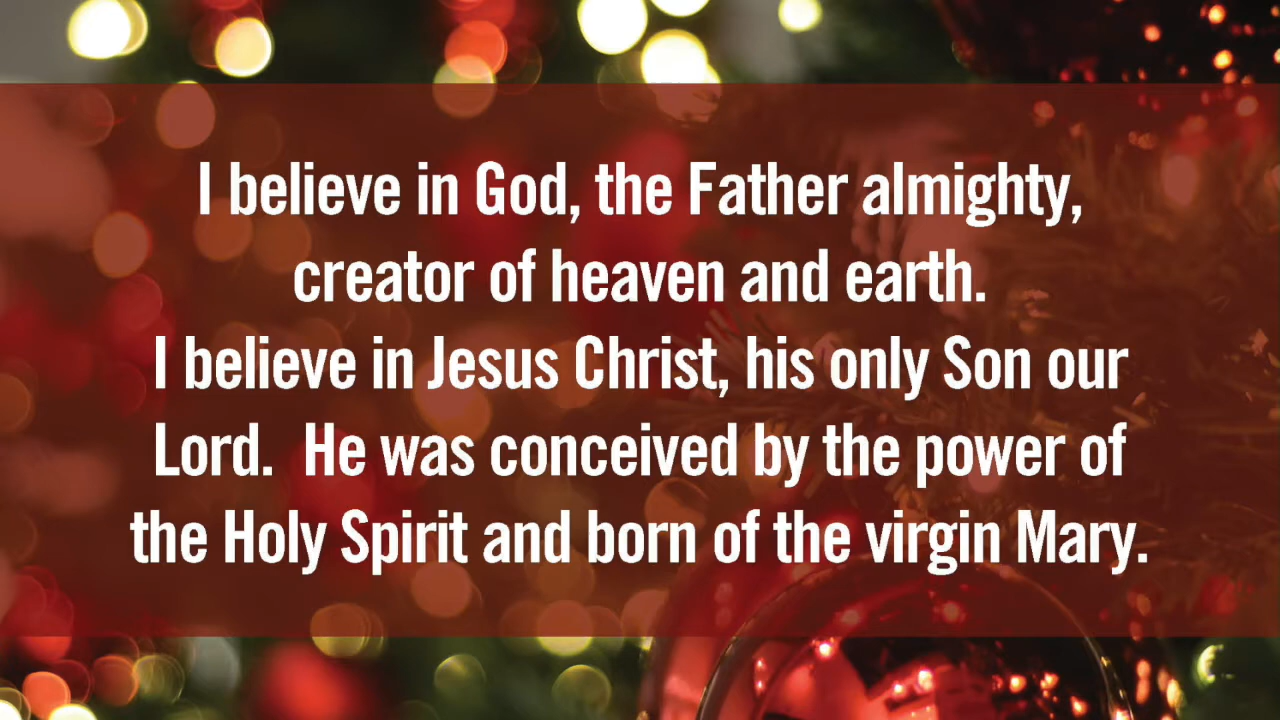 I believe in God, the Father almighty,
creator of heaven and earth.
I believe in Jesus Christ, his only Son our
Lord.  He was conceived by the power of
the Holy Spirit and born of the virgin Mary.